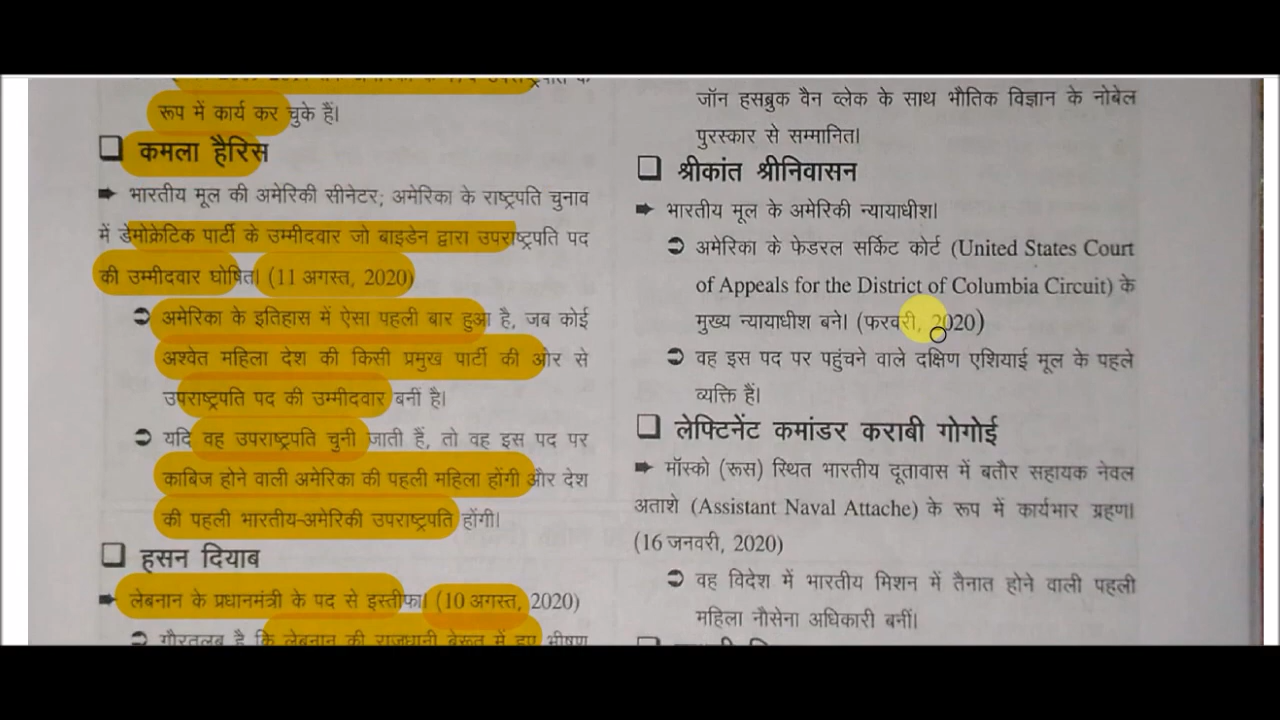 रूप में कार्य कर चुके हैं।
❑ कमला हैरिस
➨ भारतीय मूल की अमेरिकी सीनेटर; अमेरिका के राष्ट्रपति चुनाव
में डेमोक्रेटिक पार्टी के उम्मीदवार जो बाइडेन द्वारा उपराष्ट्रपति पद
की उम्मीदवार घोषित। (11 अगस्त, 2020)
➲ अमेरिका के इतिहास में ऐसा पहली बार हुआ है, जब कोई
अश्वेत महिला देश की किसी प्रमुख पार्टी की ओर से
उपराष्ट्रपति पद की उम्मीदवार बनीं है।
➲ यदि वह उपराष्ट्रपति चुनी जाती हैं, तो वह इस पद पर
काबिज होने वाली अमेरिका की पहली महिला होंगी और देश
की पहली भारतीय-अमेरिकी उपराष्ट्रपति होंगी।
❑ हसन दियाब
➨ लेबनान के प्रधानमंत्री के पद से इस्तीफा। (10 अगस्त, 2020)
➲ गौरतलब है कि लेबनान की राजधानी बेरूत में हुए भीषण
जॉन हसब्रुक वैन व्लेक के साथ भौतिक विज्ञान के नोबेल
पुरस्कार से सम्मानित।
❑ श्रीकांत श्रीनिवासन
➨ भारतीय मूल के अमेरिकी न्यायाधीश।
➲ अमेरिका के फेडरल सर्किट कोर्ट (United States Court
of Appeals for the District of Columbia Circuit) के
मुख्य न्यायाधीश बने। (फरवरी, 2020)
➲ वह इस पद पर पहुंचने वाले दक्षिण एशियाई मूल के पहले
व्यक्ति हैं।
❑ लेफ्टिनेंट कमांडर कराबी गोगोई
➨ मॉस्को (रूस) स्थित भारतीय दूतावास में बतौर सहायक नेवल
अताशे (Assistant Naval Attache) के रूप में कार्यभार ग्रहण।
(16 जनवरी, 2020)
➲ वह विदेश में भारतीय मिशन में तैनात होने वाली पहली
महिला नौसेना अधिकारी बनीं।